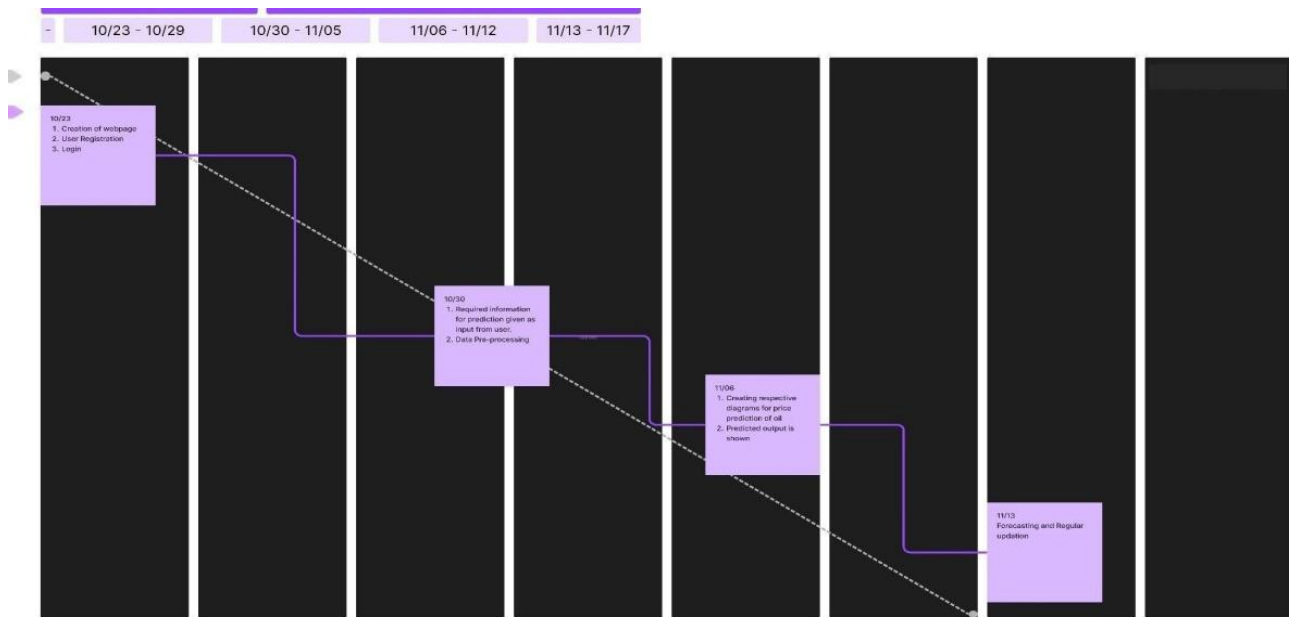 -
10/23 - 10/29
10/30 - 11/05
11/06 - 11/12
11/13 - 11/17
10/23
1. Creation of webpage
2. User Registration
3. Login
10/30
1. Required information
for prediction given as
input from user.
2. Data Pre-processing
11/06
1. Creating respective
diagrams for price
prediction of oil
2. Predicted output is
shown
11/13
Forecasting and Regular
updation